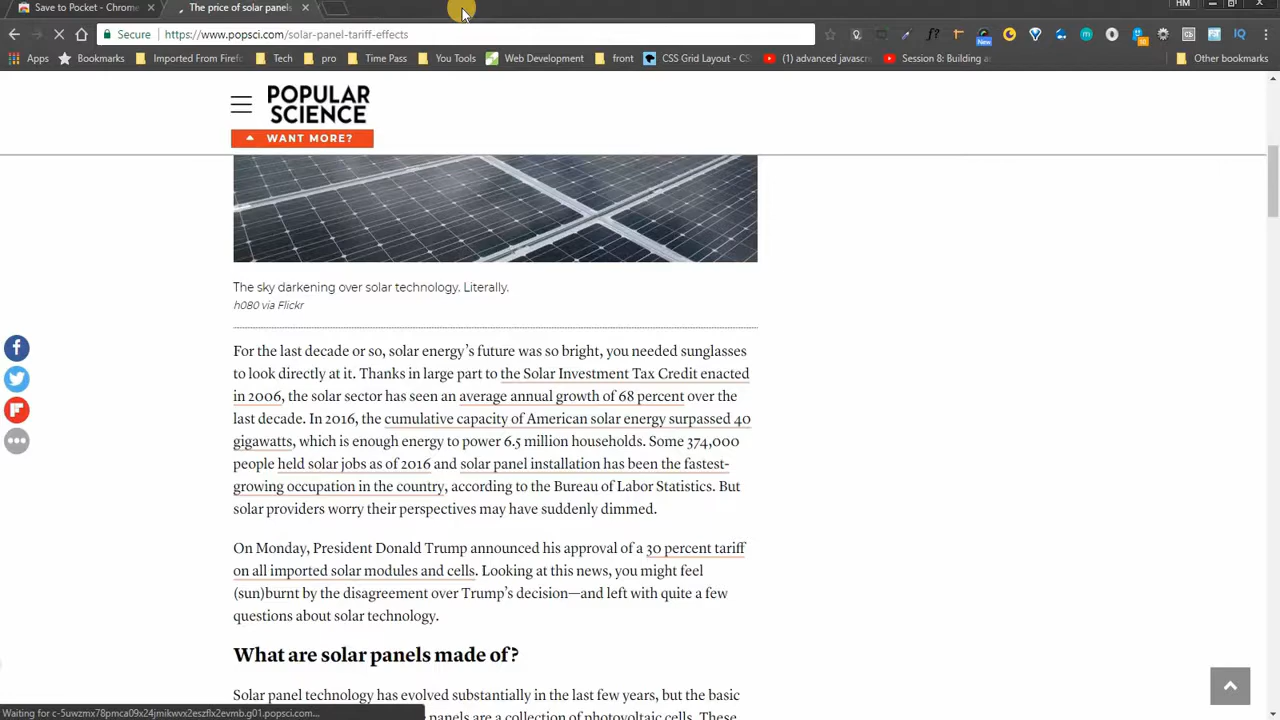 Save to Pocket - Chrome
The price of solar panels
HM
Secure
https://www.popsci.com/solar-panel-tariff-effects
Apps
Bookmarks
Imported From Firef
Tech
pro
Time Pass
You Tools
Web Development
front
CSS Grid Layout - CS
(1) advanced javascr
Session 8: Building a
Other bookmarks
New
POPULAR
SCIENCE
WANT MORE?
The sky darkening over solar technology. Literally.
h080 via Flickr
For the last decade or so, solar energy’s future was so bright, you needed sunglasses
to look directly at it. Thanks in large part to the Solar Investment Tax Credit enacted
in 2006, the solar sector has seen an average annual growth of 68 percent over the
last decade. In 2016, the cumulative capacity of American solar energy surpassed 40
gigawatts, which is enough energy to power 6.5 million households. Some 374,000
people held solar jobs as of 2016 and solar panel installation has been the fastest-
growing occupation in the country, according to the Bureau of Labor Statistics. But
solar providers worry their perspectives may have suddenly dimmed.
On Monday, President Donald Trump announced his approval of a 30 percent tariff
on all imported solar modules and cells. Looking at this news, you might feel
(sun)burnt by the disagreement over Trump’s decision—and left with quite a few
questions about solar technology.
What are solar panels made of?
Solar panel technology has evolved substantially in the last few years, but the basic
panels are a collection of photovoltaic cells. These